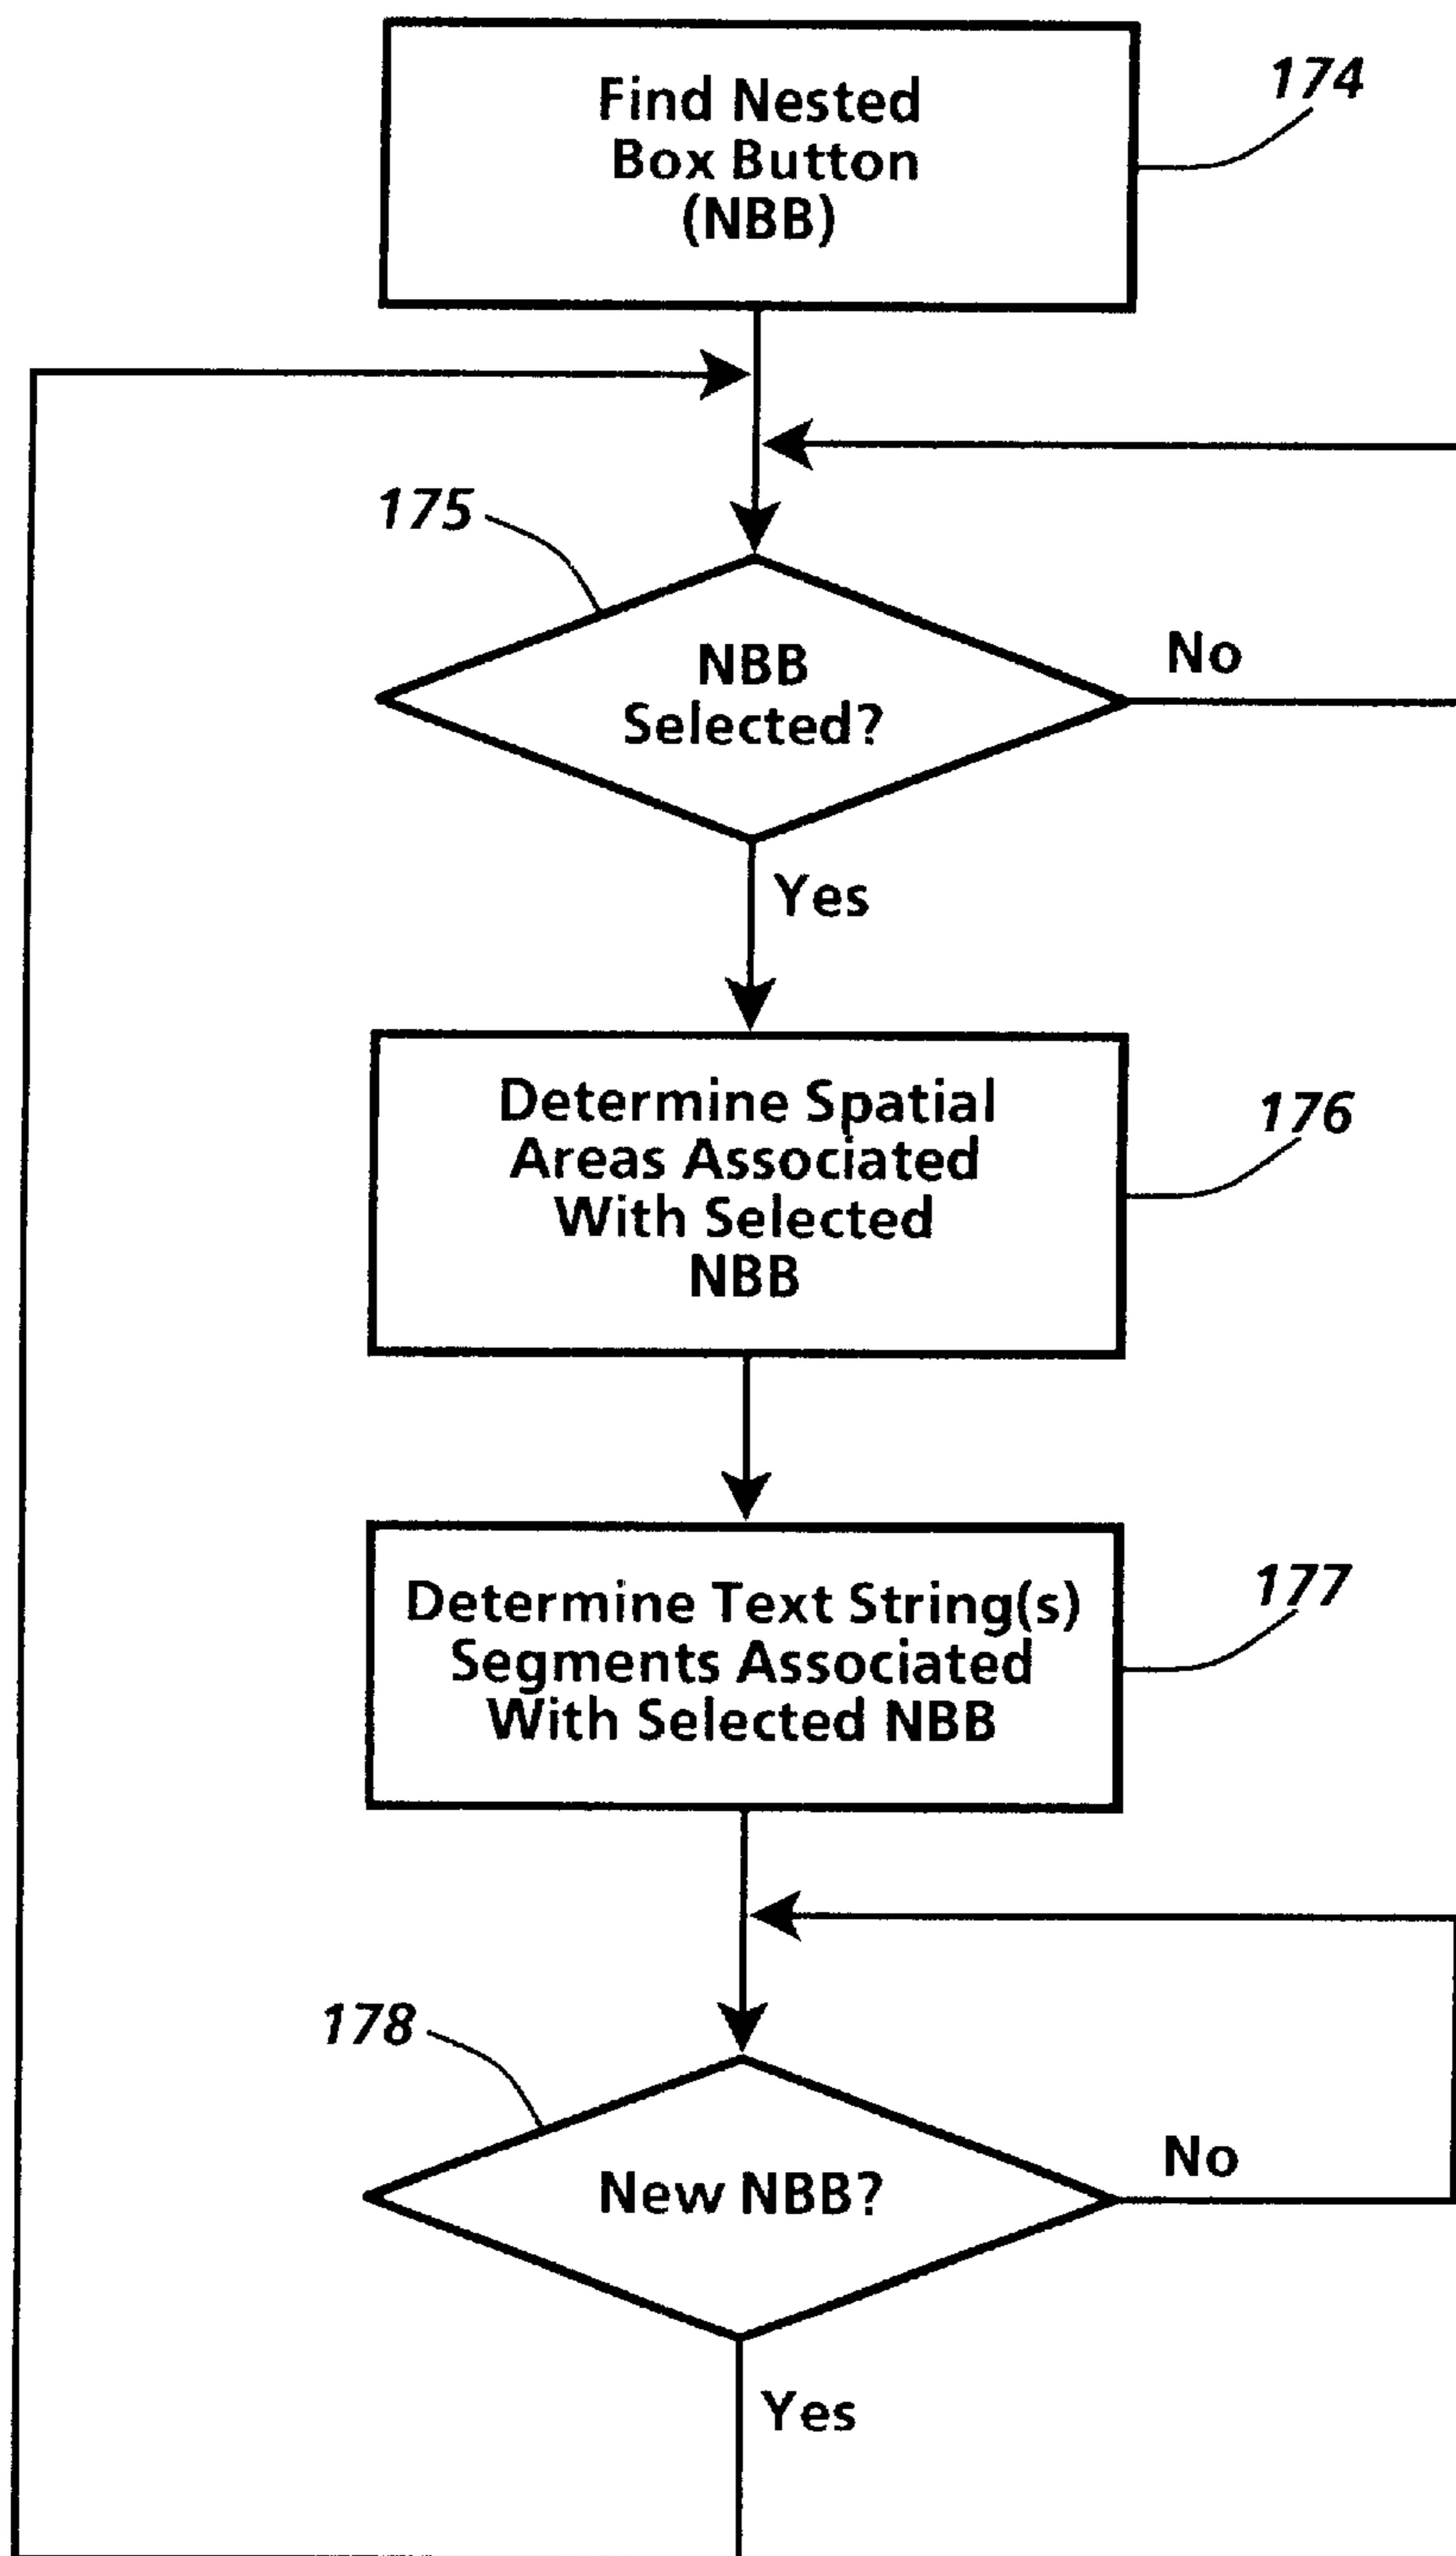 Find Nested
Box Button
(NBB)
174
175
NBB
Selected?
No
Yes
Determine Spatial
Areas Associated
With Selected
NBB
176
Determine Text String(s)
Segments Associated
With Selected NBB
177
178
New NBB?
No
Yes